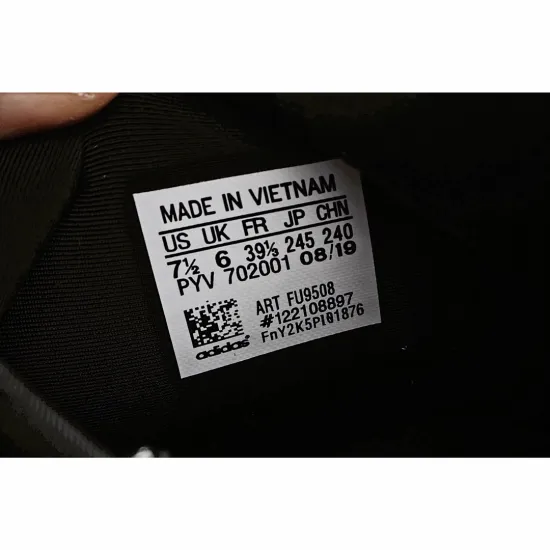 MADE IN VIETNAM
US UK FR JP CHN
7½ 6 39⅓ 245 240
PYV 702001 08/19
ART FU9508
#122108897
FnY2K5PI01876
adidas